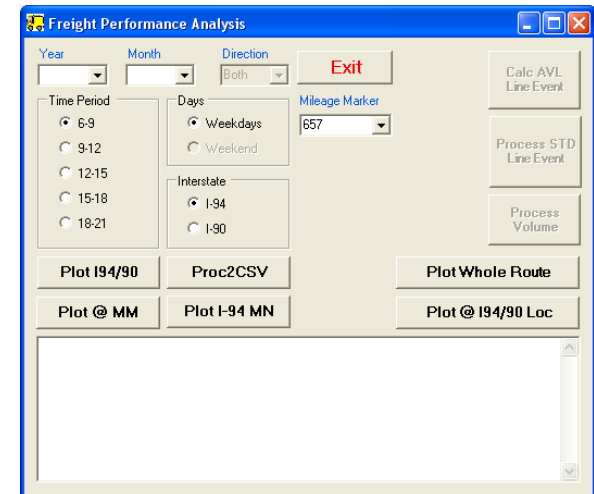 Freight Performance Analysis
Year Month Direction
Both
Exit
Calc AVL
Line Event
Time Period
6-9
9-12
12-15
15-18
18-21
Days
Weekdays
Weekend
Mileage Marker
657
Interstate
I-94
I-90
Process STD
Line Event
Process
Volume
Plot I94/90 Proc2CSV Plot Whole Route
Plot @ MM Plot I-94 MN Plot @ I94/90 Loc